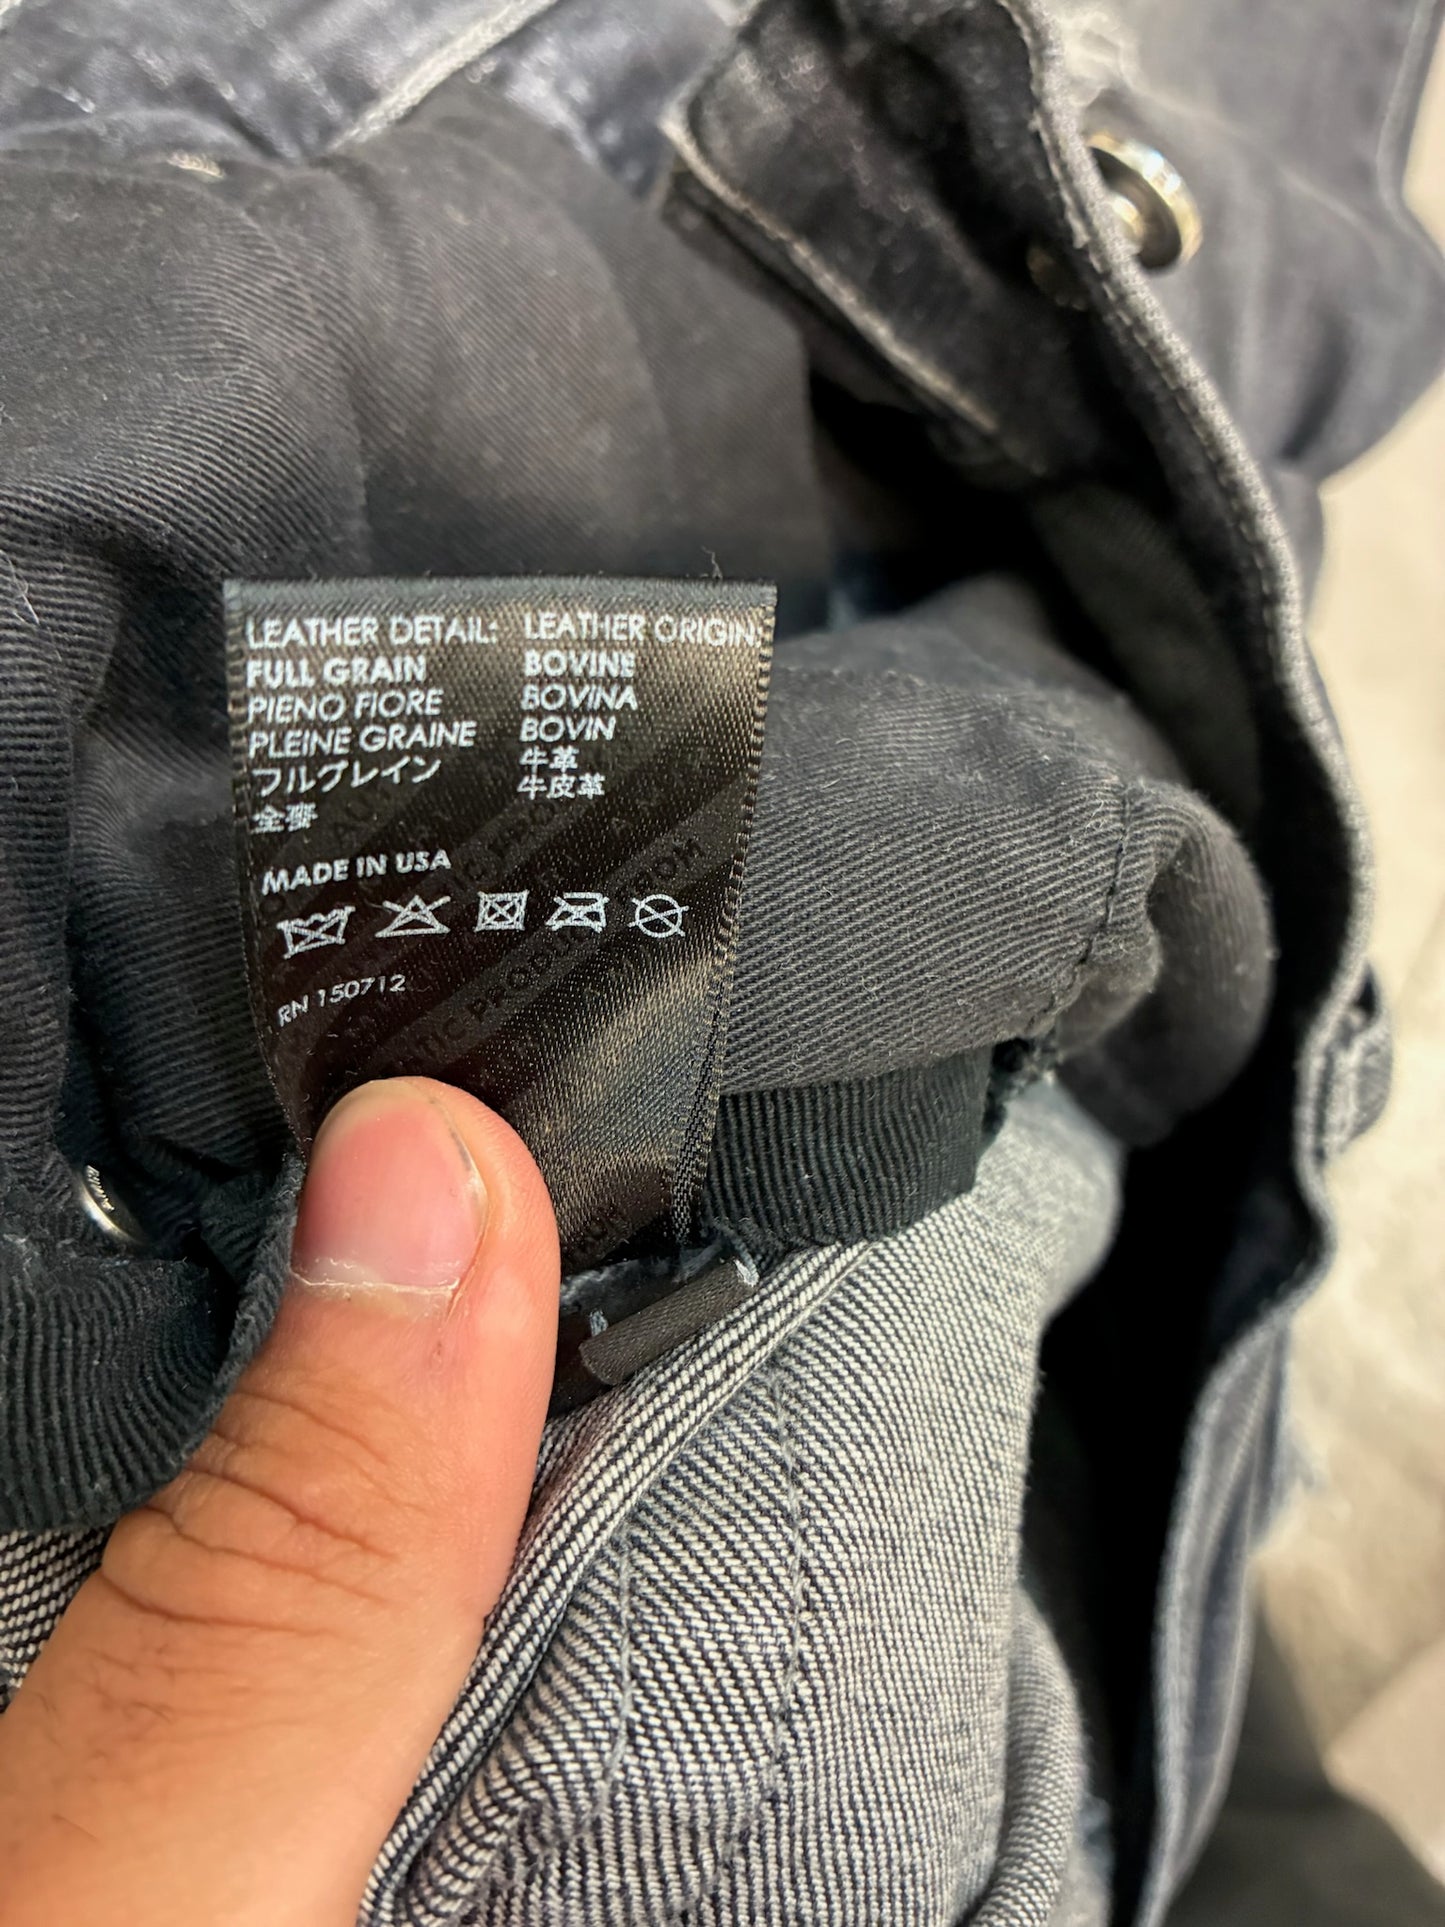 LEATHER DETAIL: LEATHER ORIGIN:
FULL GRAIN BOVINE
PIENO FIORE BOVINA
PLEINE GRAINE BOVIN
フルグレイン 牛革
全 牛皮革
MADE IN USA
RN 150712